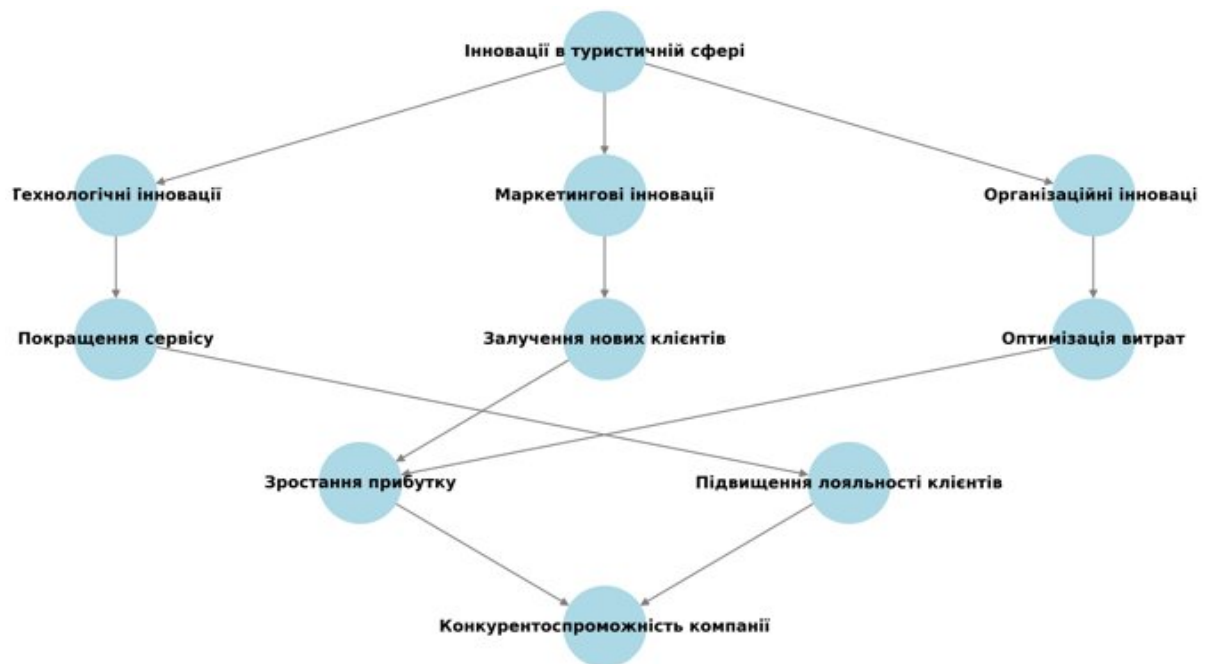 Інновації в туристичній сфері
Технологічні інновації
Маркетингові інновації
Організаційні інноваці
Покращення сервісу
Залучення нових клієнтів
Оптимізація витрат
Зростання прибутку
Підвищення лояльності клієнтів
Конкурентоспроможність компанії